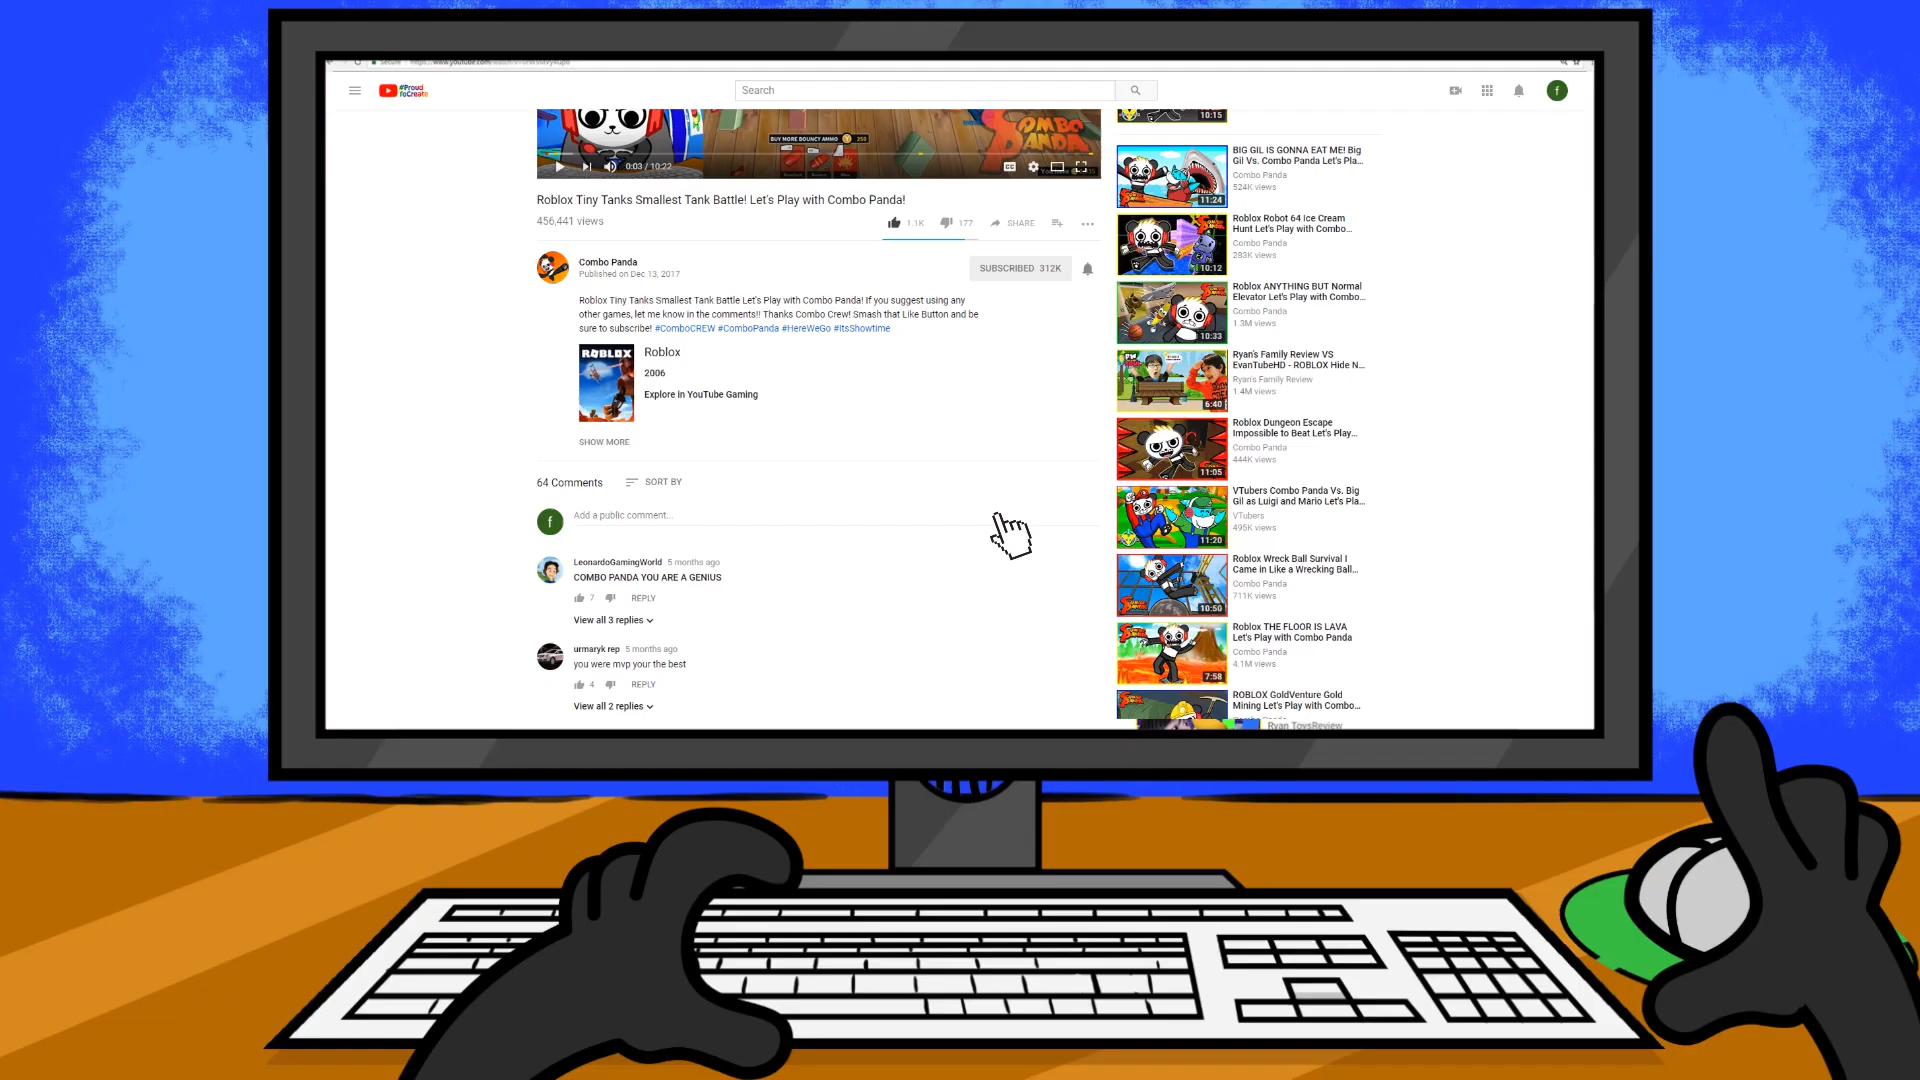 Secure
#Proud
toCreate
Search
BUY MORE BOUNCY AMMO 250
COMBO
PANDA
0:03 / 10:22
Roblox Tiny Tanks Smallest Tank Battle! Let's Play with Combo Panda!
456,441 views
1.1K 177 SHARE
Combo Panda
Published on Dec 13, 2017
SUBSCRIBED 312K
Roblox Tiny Tanks Smallest Tank Battle Let's Play with Combo Panda! If you suggest using any
other games, let me know in the comments!! Thanks Combo Crew! Smash that Like Button and be
sure to subscribe! #ComboCREW #ComboPanda #HereWeGo #ItsShowtime
ROBLOX
Roblox
2006
Explore in YouTube Gaming
SHOW MORE
64 Comments SORT BY
f
Add a public comment...
LeonardoGamingWorld 5 months ago
COMBO PANDA YOU ARE A GENIUS
7 REPLY
View all 3 replies
urmaryk rep 5 months ago
you were mvp your the best
4 REPLY
View all 2 replies
f
10:15
11:24
BIG GIL IS GONNA EAT ME! Big
Gil Vs. Combo Panda Let's Pla...
Combo Panda
524K views
10:12
Roblox Robot 64 Ice Cream
Hunt Let's Play with Combo...
Combo Panda
283K views
10:33
Roblox ANYTHING BUT Normal
Elevator Let's Play with Combo...
Combo Panda
1.3M views
6:40
Ryan's Family Review VS
EvanTubeHD - ROBLOX Hide N...
Ryan's Family Review
1.4M views
11:05
Roblox Dungeon Escape
Impossible to Beat Let's Play...
Combo Panda
444K views
11:20
VTubers Combo Panda Vs. Big
Gil as Luigi and Mario Let's Pla...
VTubers
495K views
10:50
Roblox Wreck Ball Survival I
Came in Like a Wrecking Ball...
Combo Panda
711K views
7:58
Roblox THE FLOOR IS LAVA
Let's Play with Combo Panda
Combo Panda
4.1M views
ROBLOX GoldVenture Gold
Mining Let's Play with Combo...
Ryan ToysReview